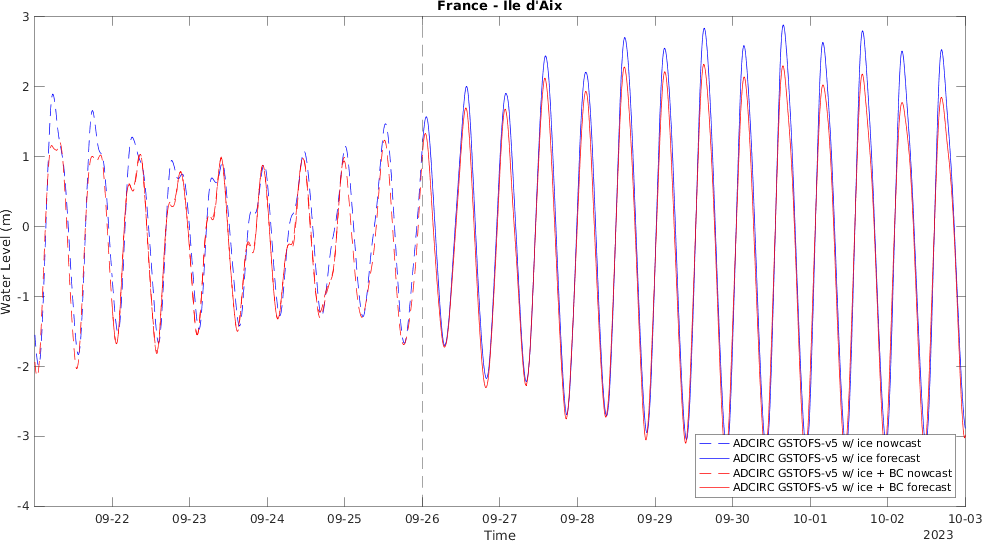 France - Ile d'Aix
3
2
1
0
-1
-2
-3
-4
Water Level (m)
ADCIRC GSTOFS-v5 w/ ice nowcast
ADCIRC GSTOFS-v5 w/ ice forecast
ADCIRC GSTOFS-v5 w/ ice + BC nowcast
ADCIRC GSTOFS-v5 w/ ice + BC forecast
09-22 09-23 09-24 09-25 09-26 09-27 09-28 09-29 09-30 10-01 10-02 10-03
Time
2023